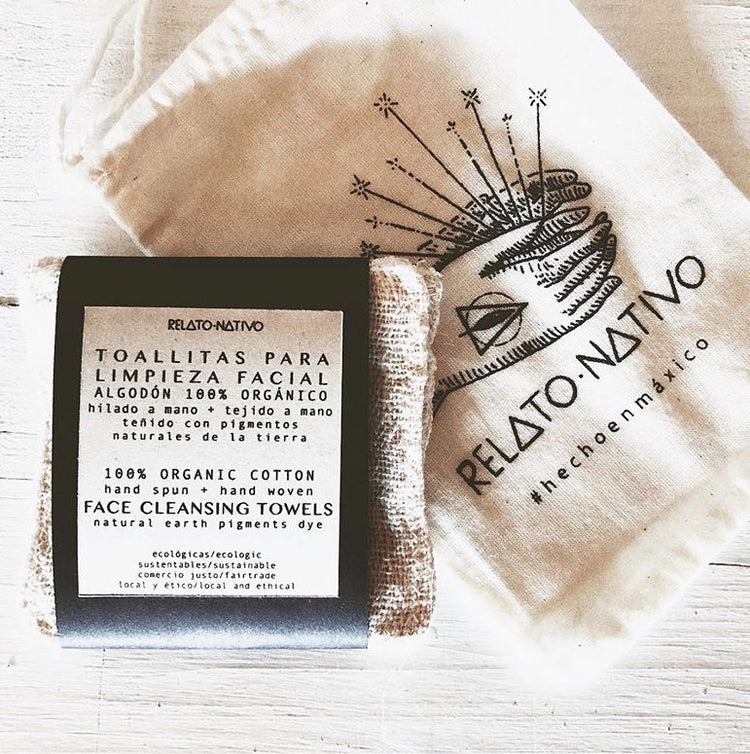 RELATO·NATIVO
TOALLITAS PARA
LIMPIEZA FACIAL
ALGODÓN 100% ORGÁNICO
hilado a mano + tejido a mano
teñido con pigmentos
naturales de la tierra
100% ORGANIC COTTON
hand spun + hand woven
FACE CLEANSING TOWELS
natural earth pigments dye
ecológicas/ecologic
sustentables/sustainable
comercio justo/fairtrade
local y ético/local and ethical
RELATO·NATIVO
#hechoenméxico